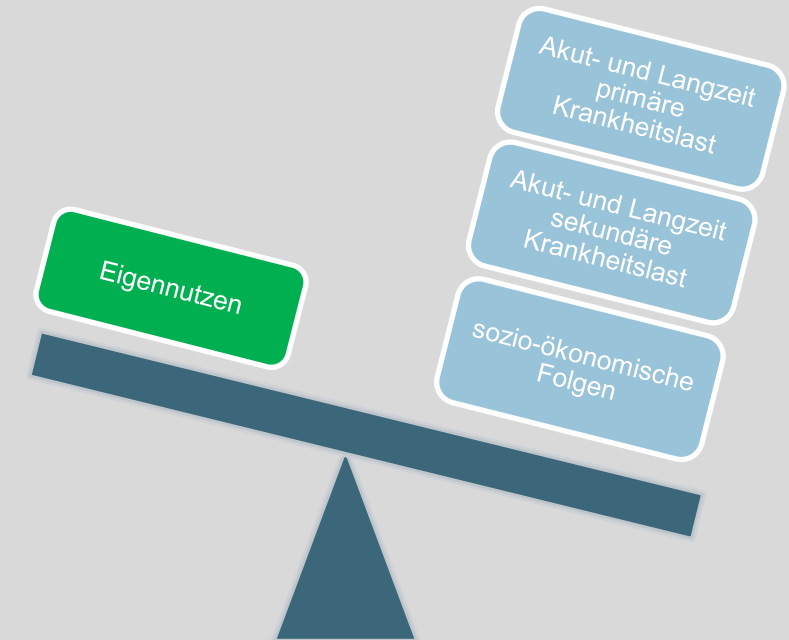 Akut- und Langzeit
primäre
Krankheitslast
Akut- und Langzeit
sekundäre
Krankheitslast
Eigennutzen
sozio-ökonomische
Folgen